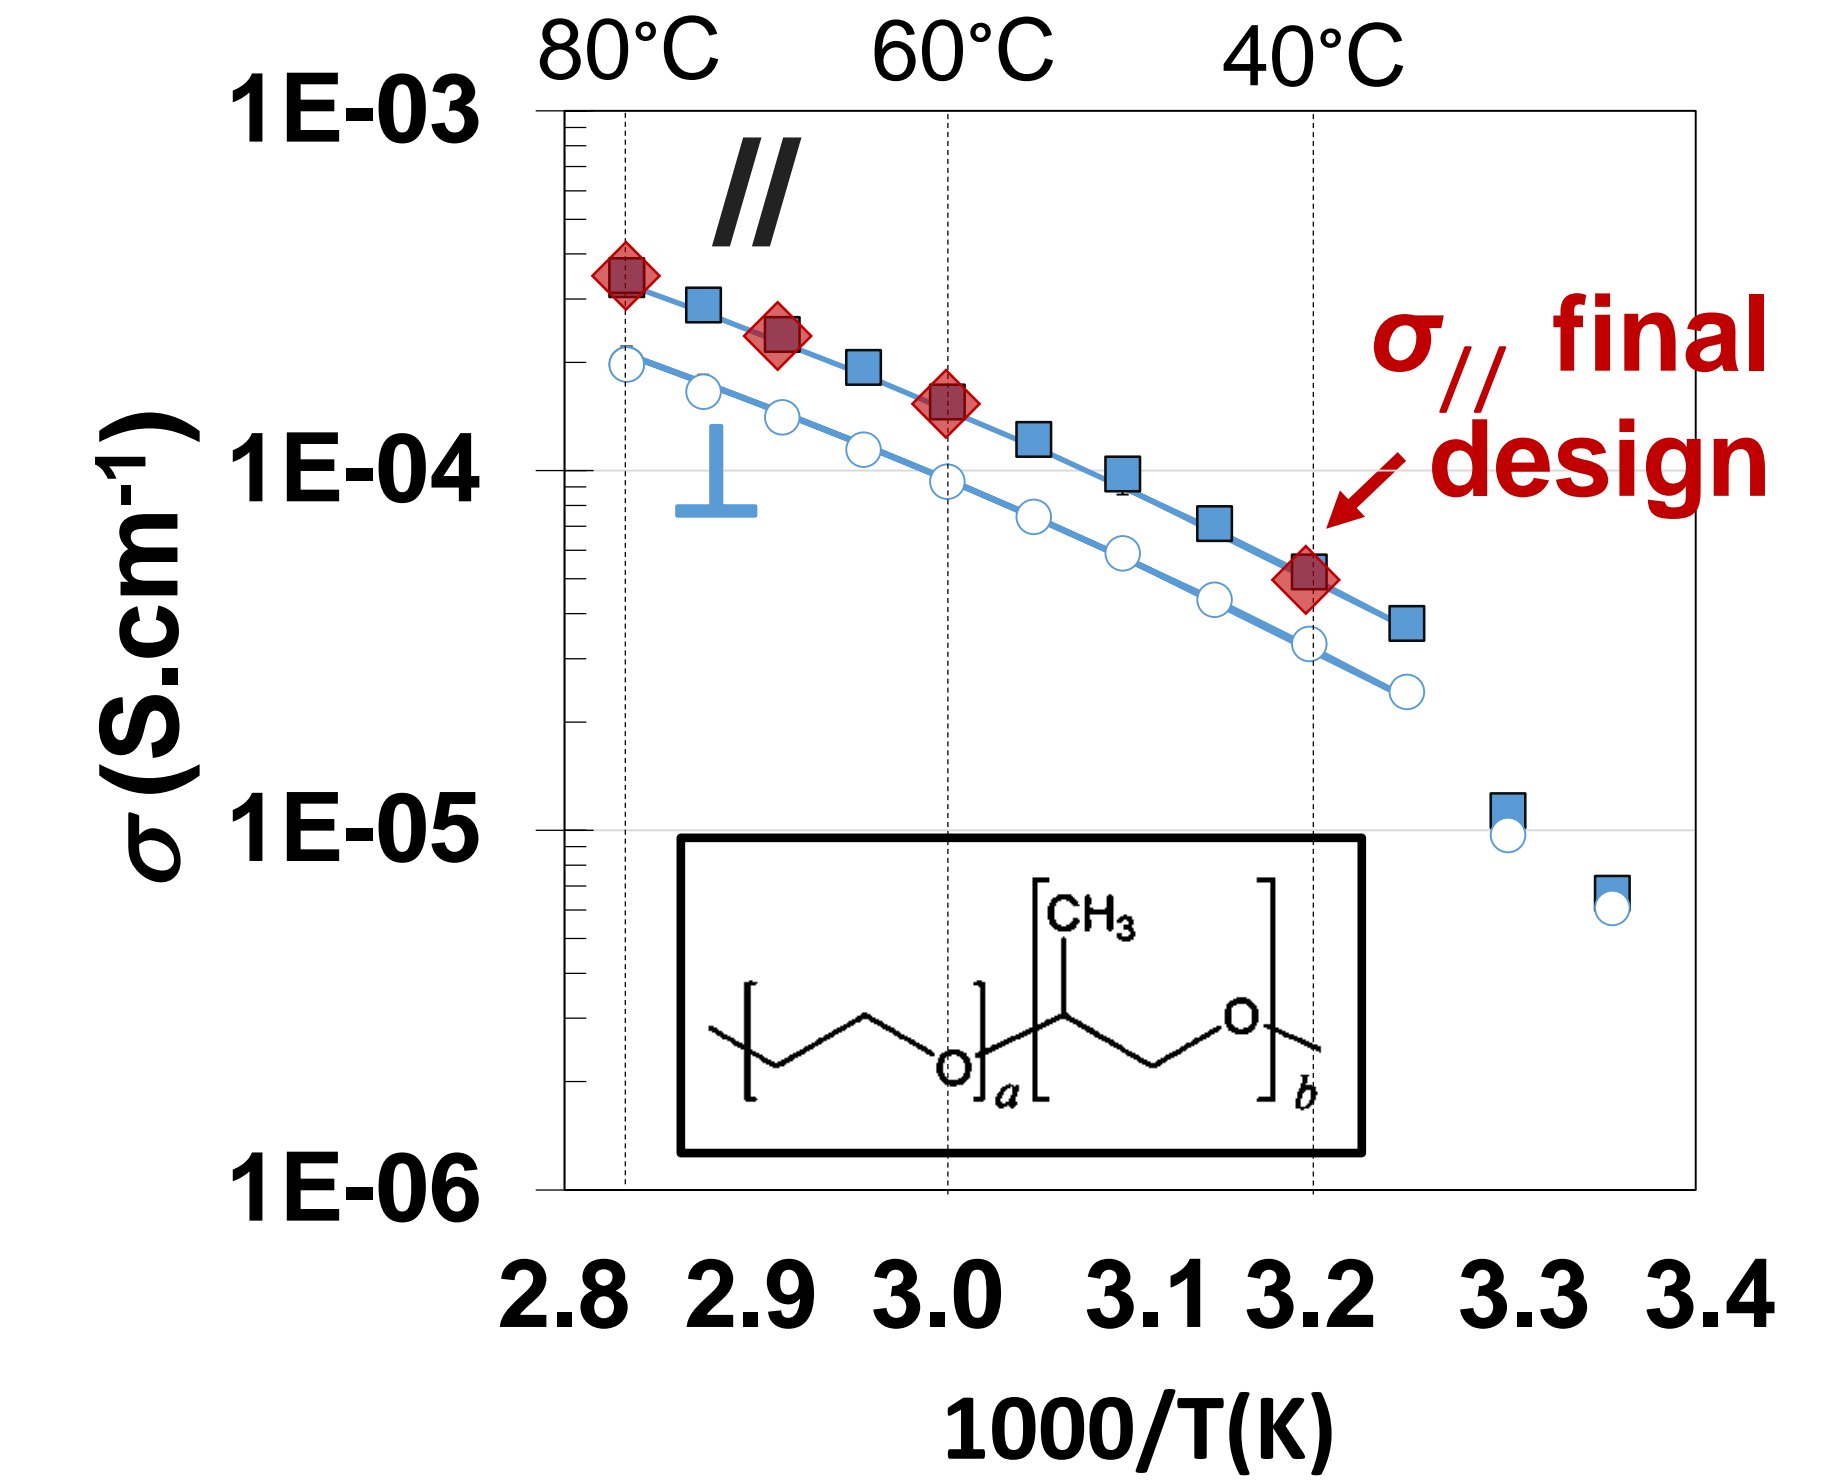 80°C 60°C 40°C
1E-03
//
σ// final
design
1E-04
⊥
σ (S.cm-1)
1E-05
CH3
O
O
a
b
1E-06
2.8 2.9 3.0 3.1 3.2 3.3 3.4
1000/T(K)